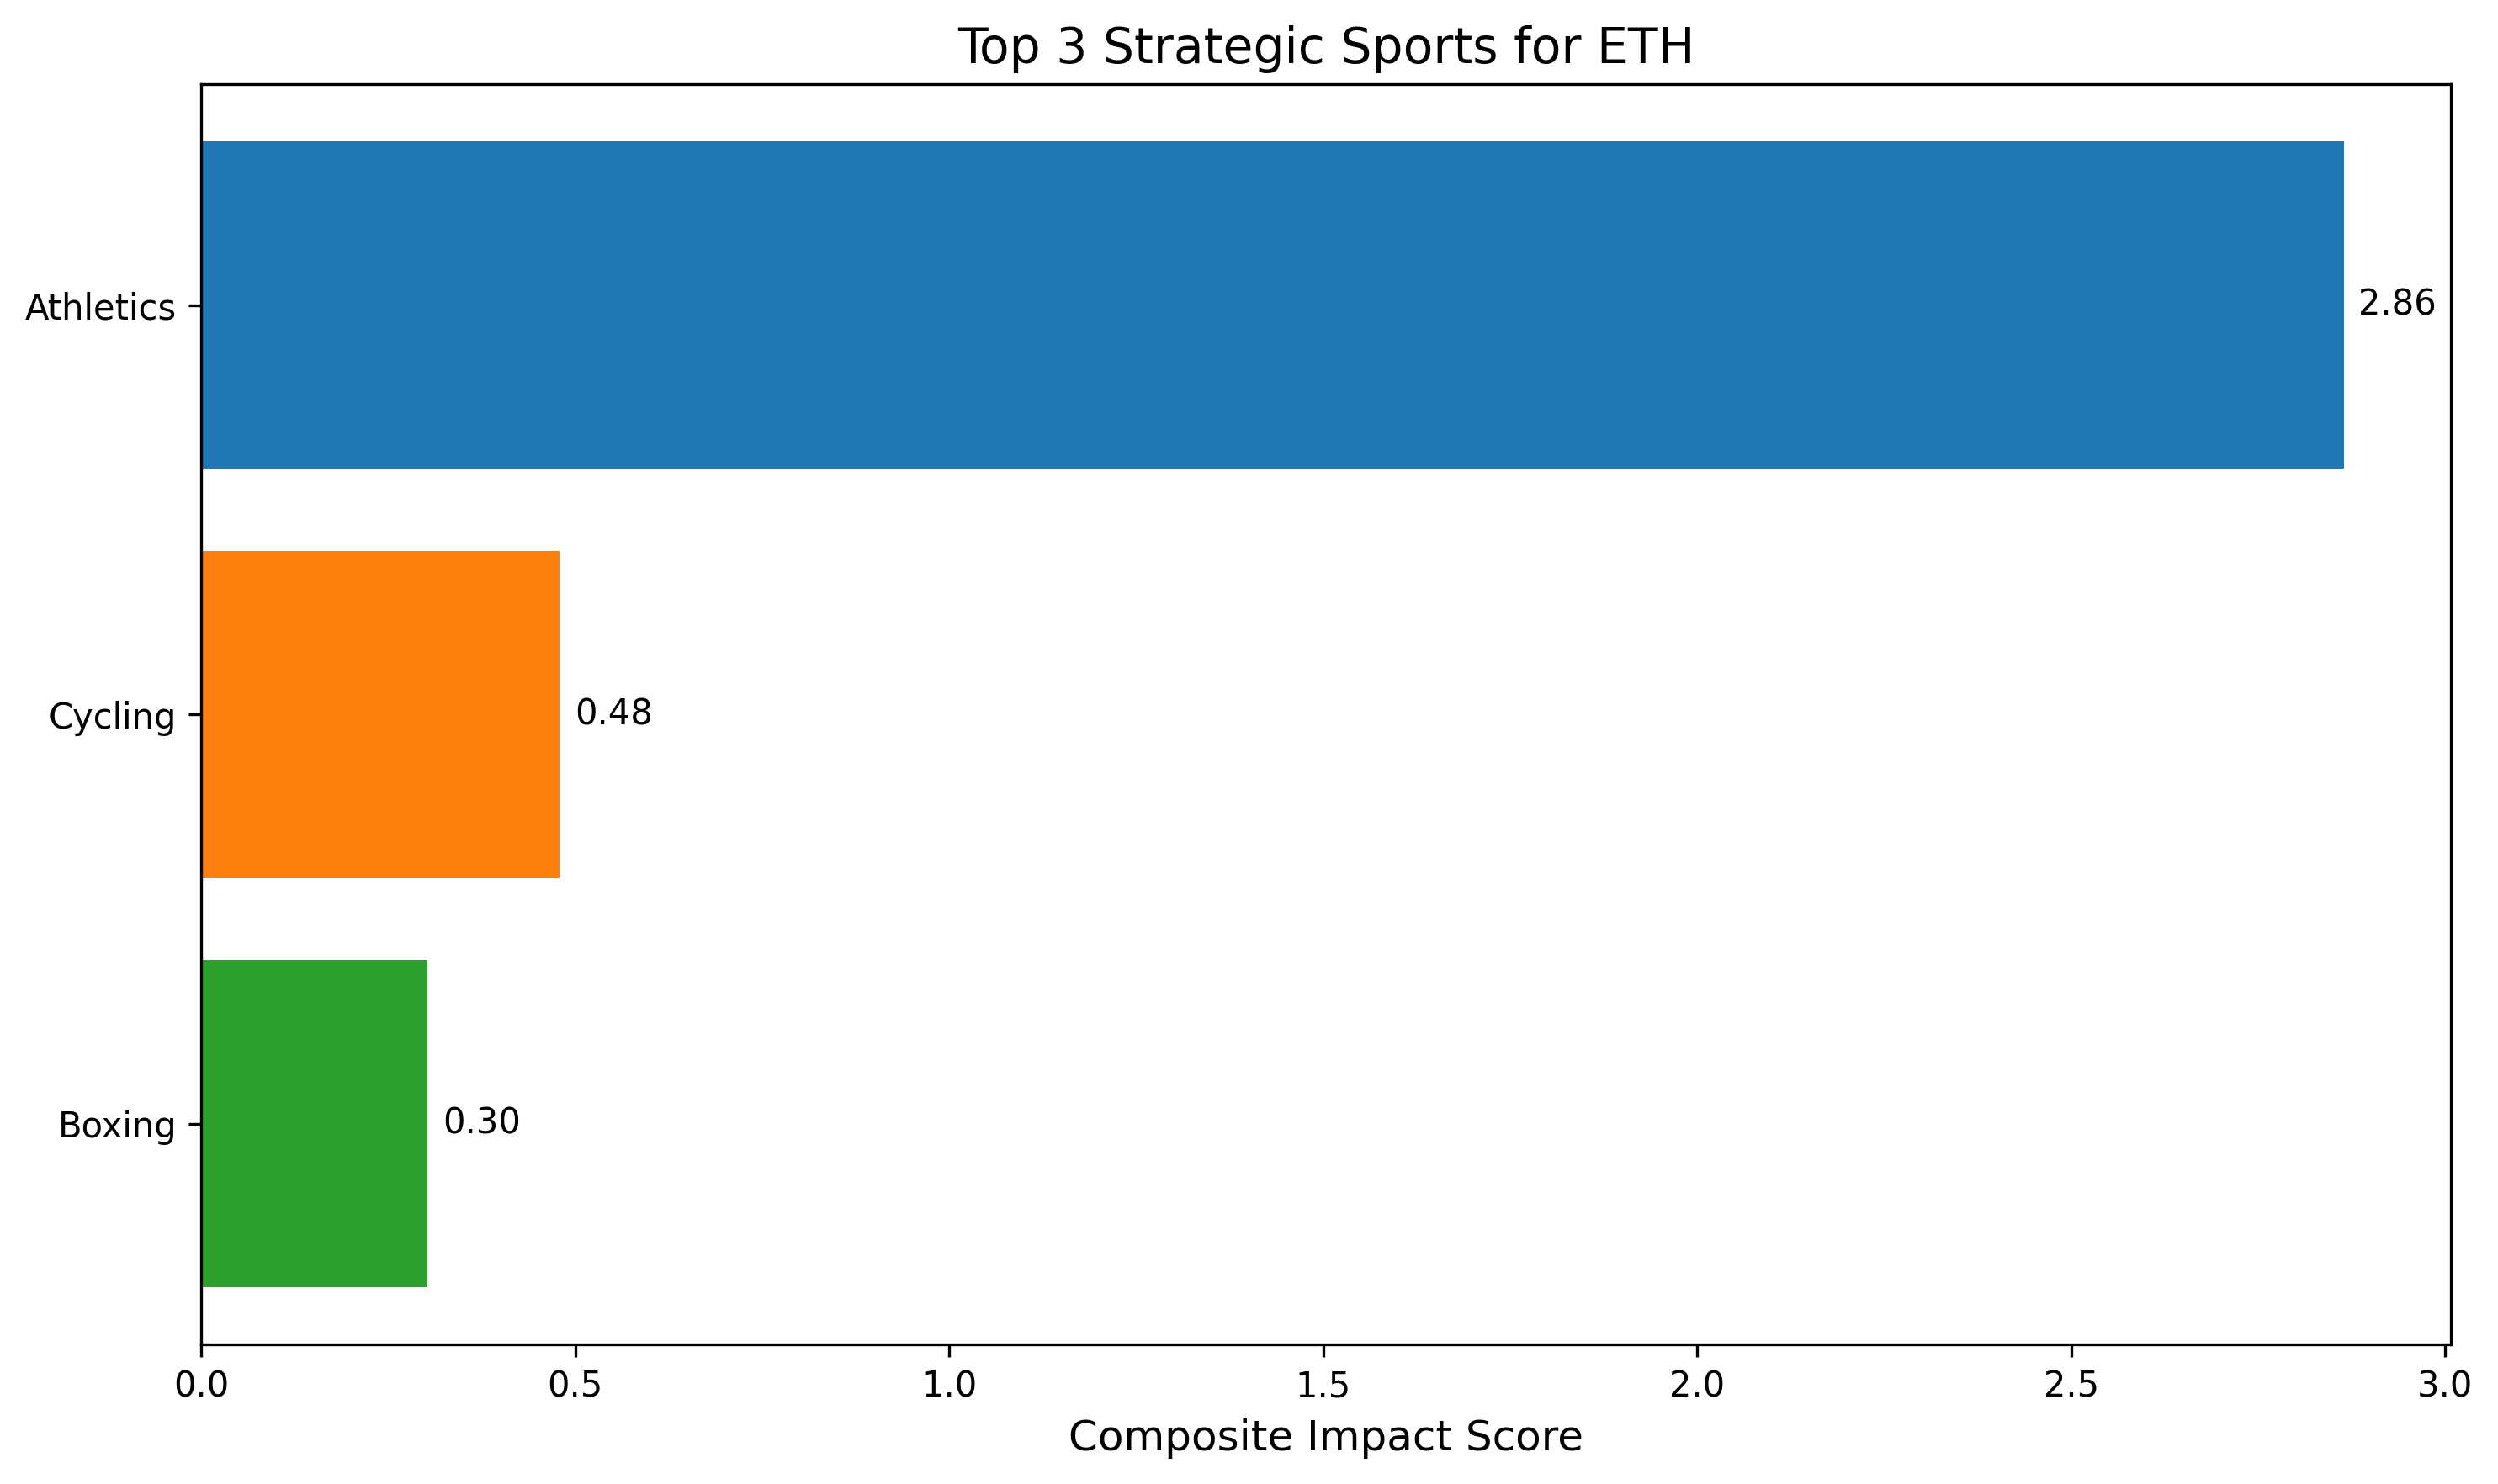 Top 3 Strategic Sports for ETH
Athletics
2.86
Cycling
0.48
Boxing
0.30
0.0 0.5 1.0 1.5 2.0 2.5 3.0
Composite Impact Score